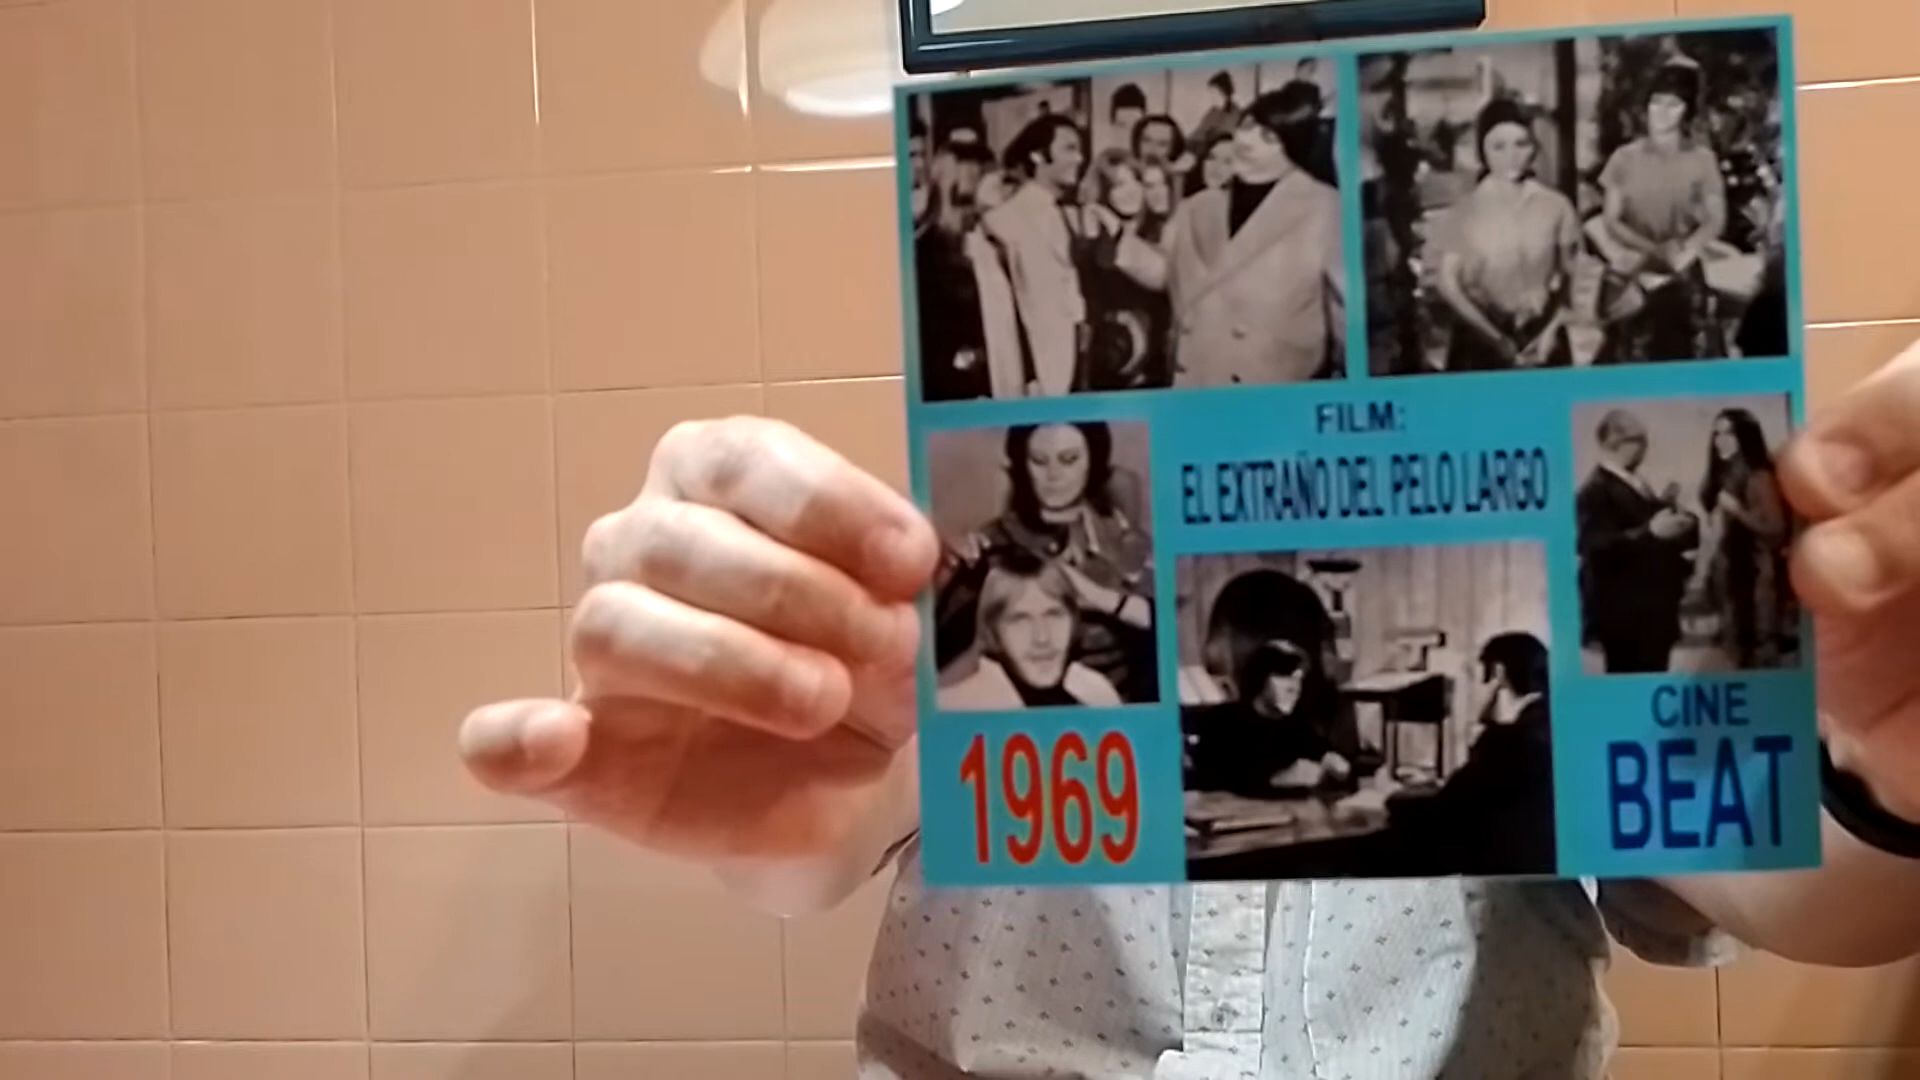 FILM:
EL EXTRAÑO DEL PELO LARGO
1969
CINE
BEAT